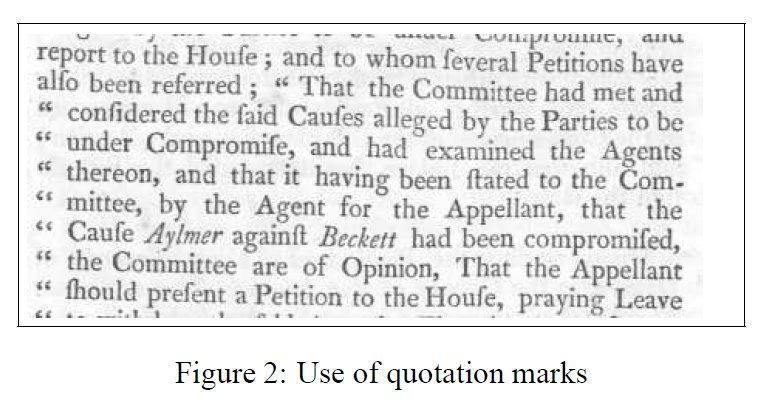 Compromise, and
report to the Houſe; and to whom ſeveral Petitions have
alſo been referred; “ That the Committee had met and
“ conſidered the ſaid Cauſes alleged by the Parties to be
“ under Compromiſe, and had examined the Agents
“ thereon, and that it having been ſtated to the Com-
“ mittee, by the Agent for the Appellant, that the
“ Cauſe Aylmer againſt Beckett had been compromiſed,
“ the Committee are of Opinion, That the Appellant
“ ſhould preſent a Petition to the Houſe, praying Leave
Figure 2: Use of quotation marks